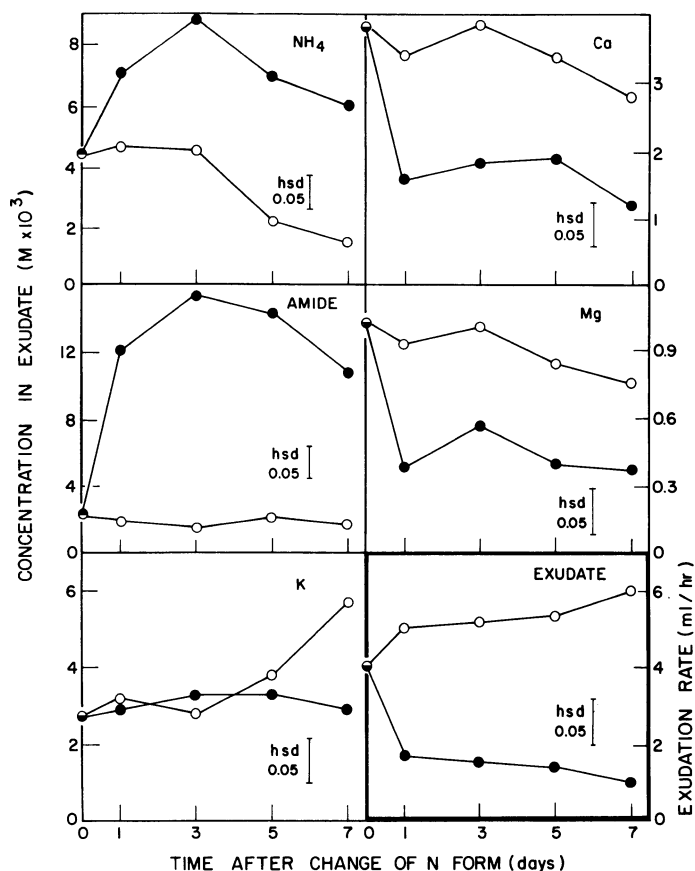 CONCENTRATION IN EXUDATE (M x10³)
8
6
4
2
0
NH₄
hsd
0.05
Ca
3
2
1
0
hsd
0.05
12
8
4
2
0
AMIDE
hsd
0.05
Mg
0.9
0.6
0.3
0
hsd
0.05
6
4
2
0
K
hsd
0.05
EXUDATE
6
4
2
0
hsd
0.05
EXUDATION RATE (ml/hr)
0 1 3 5 7 0 1 3 5 7
TIME AFTER CHANGE OF N FORM (days)